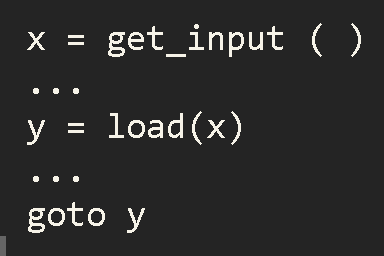 x = get_input ( )
...
y = load(x)
...
goto y